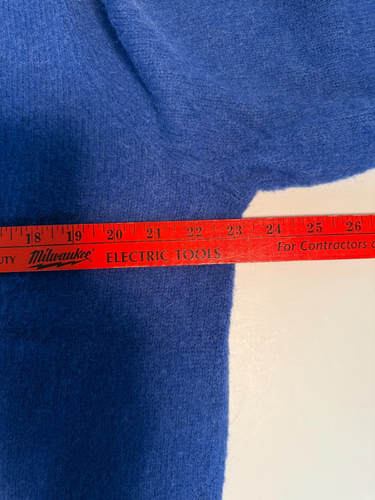 18 19 20 21 22 23 24 25 26
UTY Milwaukee ELECTRIC TOOLS For Contractors